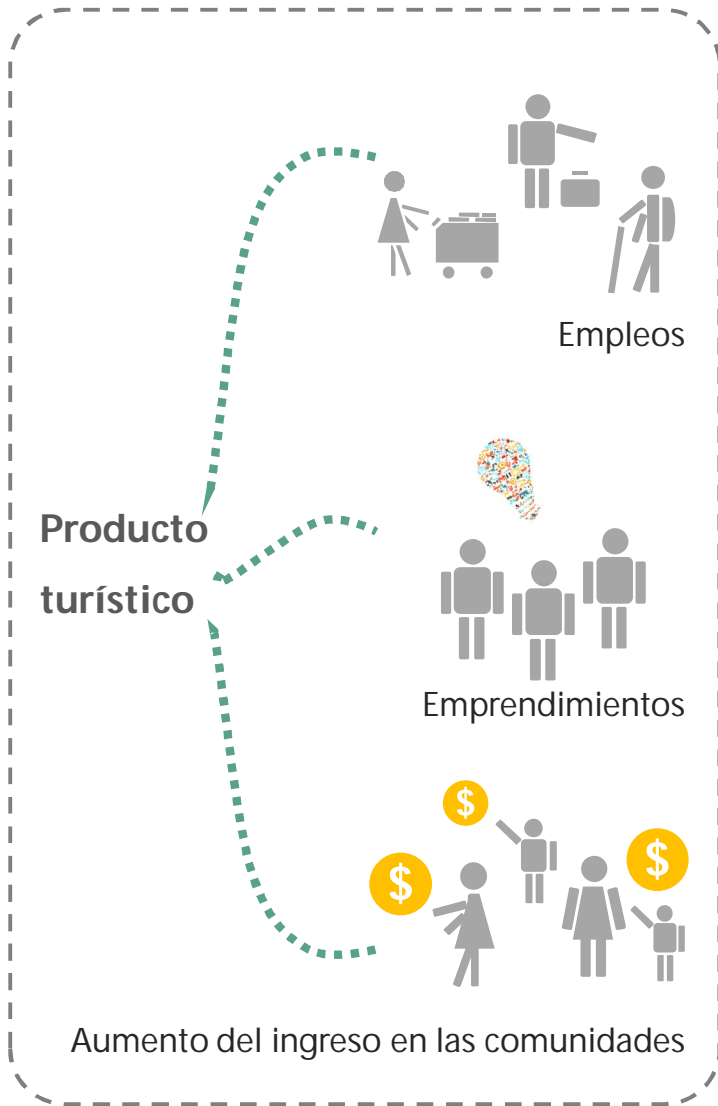 Empleos
Producto
turístico
Emprendimientos
$
$
$
Aumento del ingreso en las comunidades